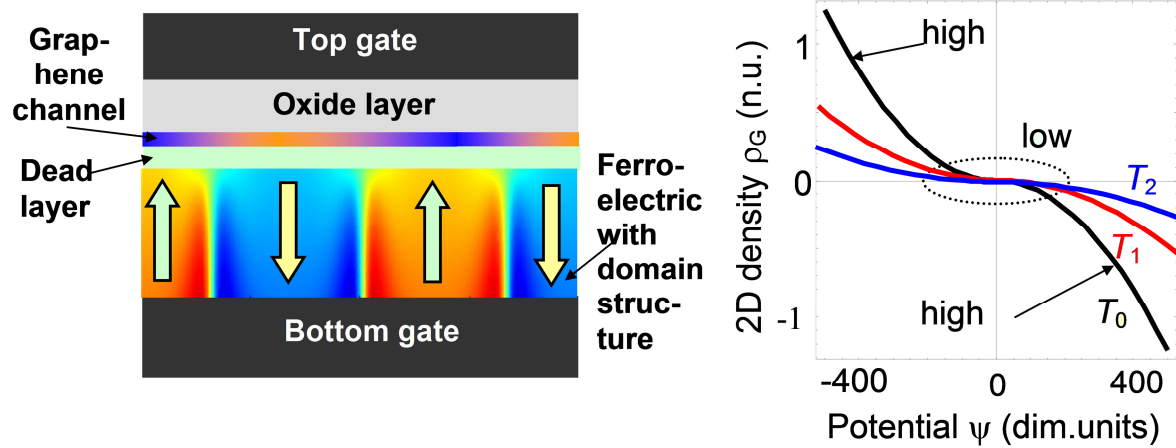 Top gate
Grap-
hene
channel
Oxide layer
Dead
layer
Ferro-
electric
with
domain
struc-
ture
Bottom gate
2D density ρG (n.u.)
1
0
-1
high
low
T2
T1
high
T0
-400
0
400
Potential ψ (dim.units)